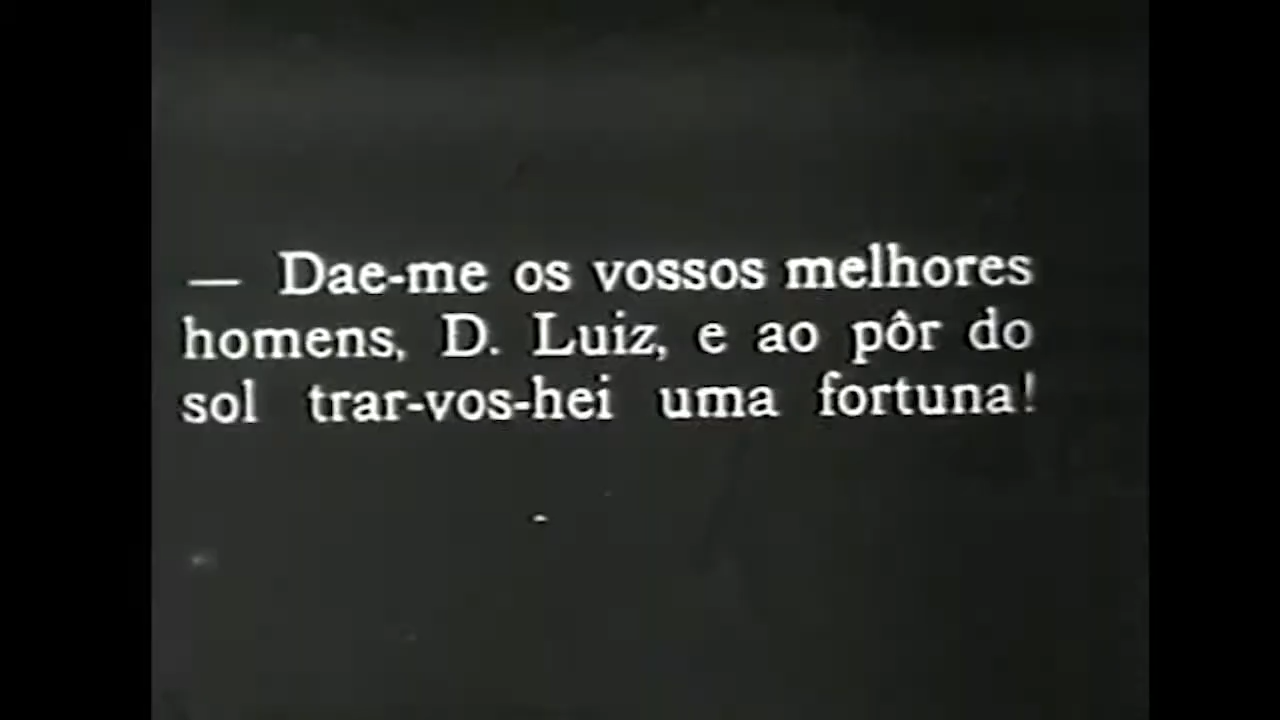 — Dae-me os vossos melhores
homens, D. Luiz, e ao pôr do
sol trar-vos-hei uma fortuna!